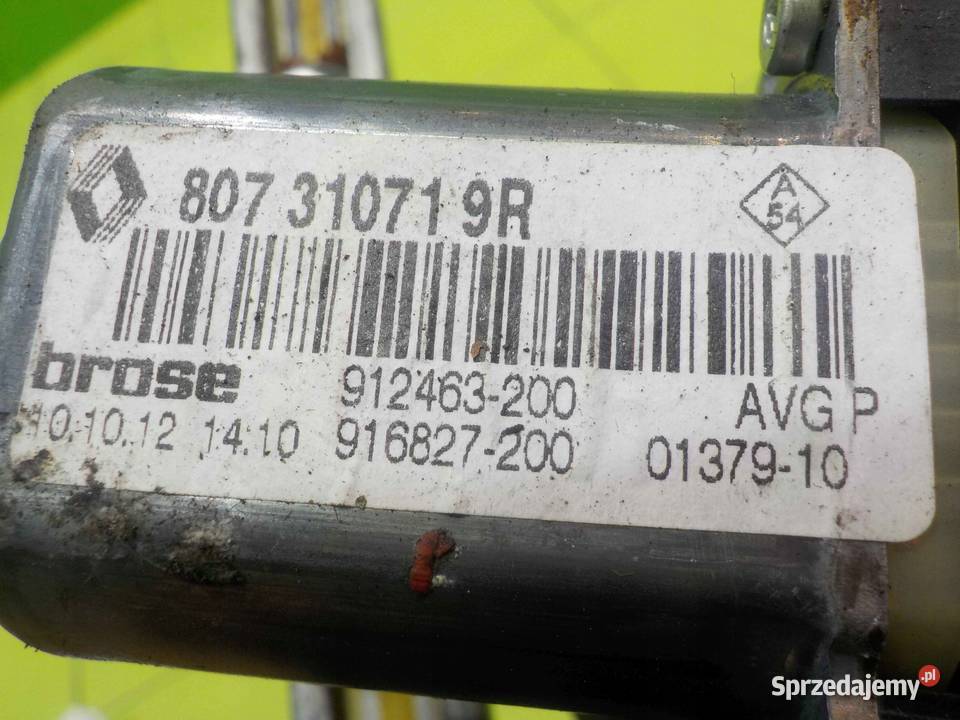 807 31071 9R
A
54
brose
912463-200
AVG P
10.10.12 14:10
916827-200
01379-10
Sprzedajemy.pl